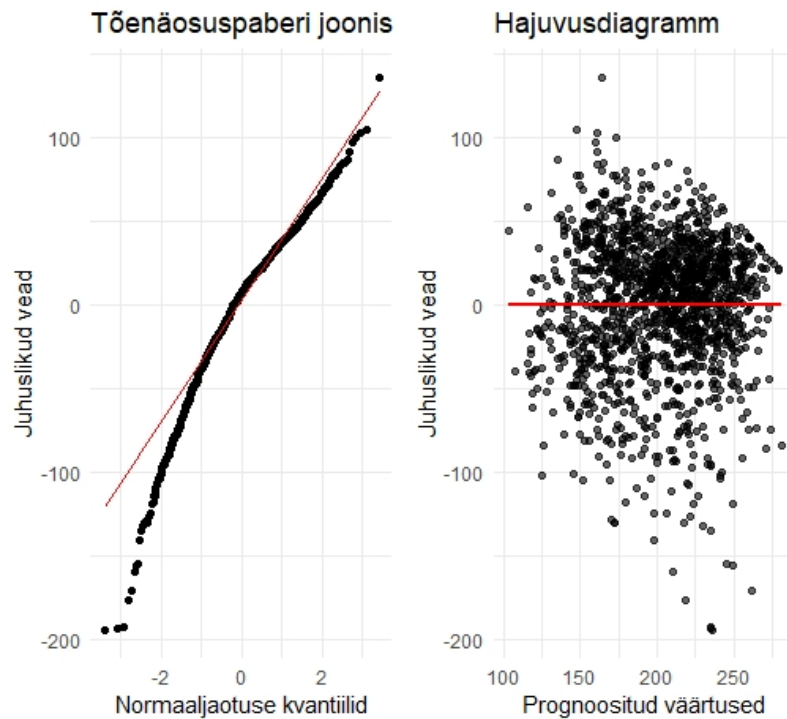 Tõenäosuspaberi joonis
Juhuslikud vead
100
0
-100
-200
-2
0
2
Normaaljaotuse kvantiilid
Hajuvusdiagramm
Juhuslikud vead
100
0
-100
-200
100
150
200
250
Prognoositud väärtused